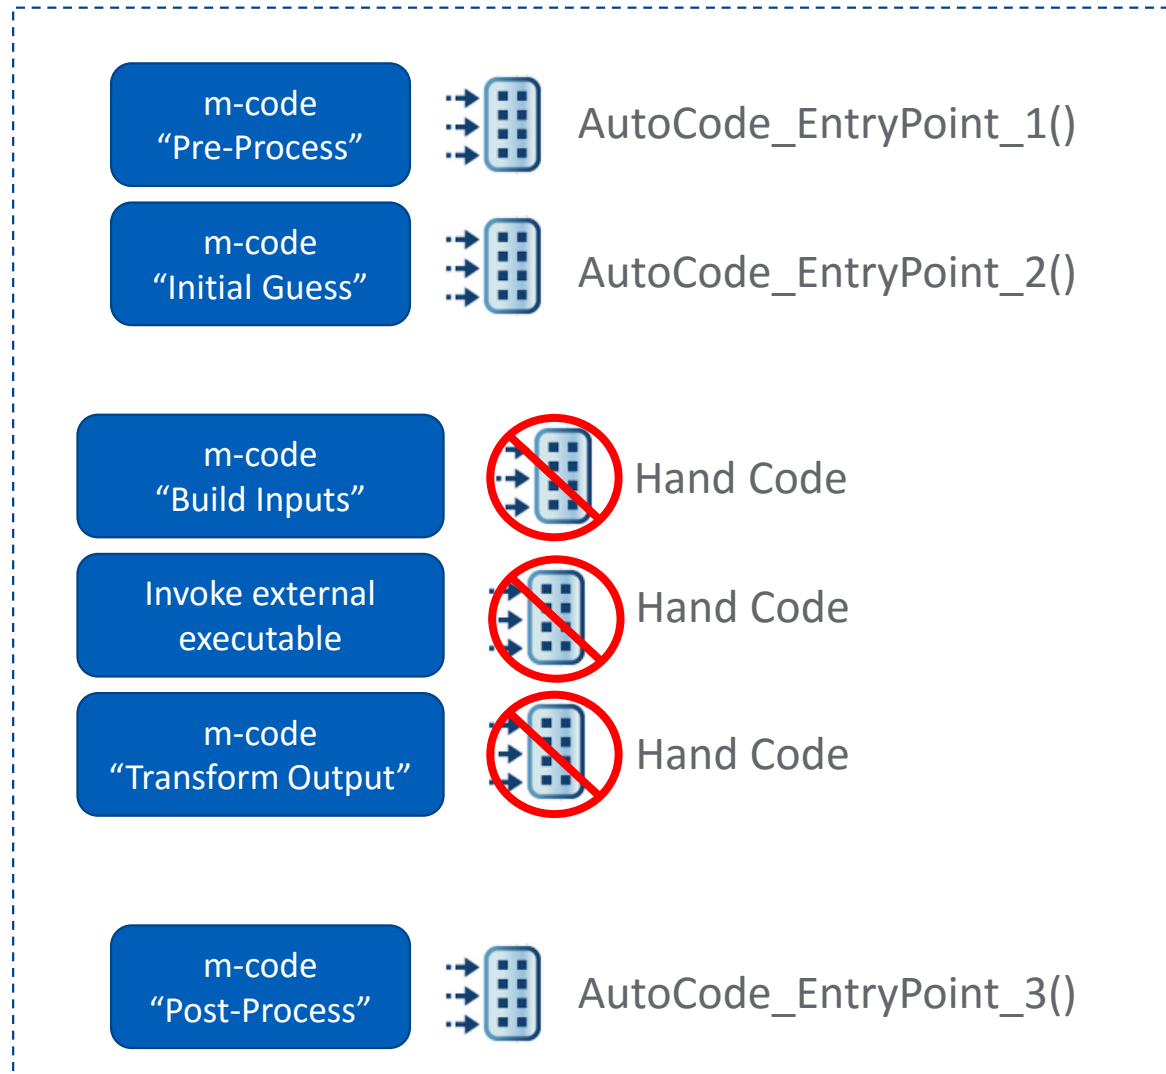 m-code
“Pre-Process”
AutoCode_EntryPoint_1()
m-code
“Initial Guess”
AutoCode_EntryPoint_2()
m-code
“Build Inputs”
Hand Code
Invoke external
executable
Hand Code
m-code
“Transform Output”
Hand Code
m-code
“Post-Process”
AutoCode_EntryPoint_3()